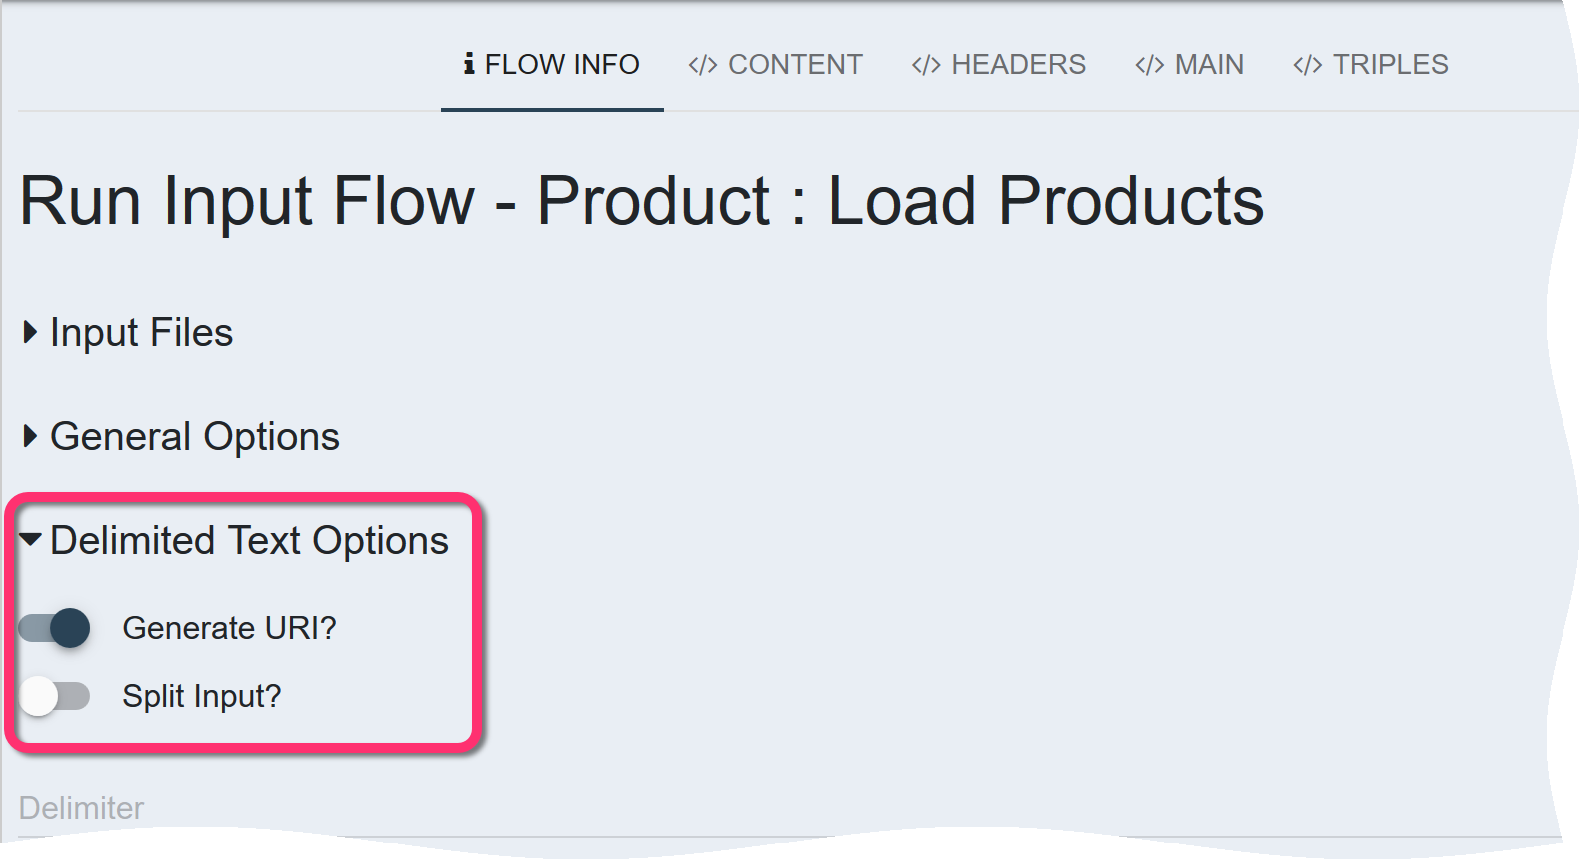 FLOW INFO </> CONTENT </> HEADERS </> MAIN </> TRIPLES
Run Input Flow - Product : Load Products
Input Files
General Options
Delimited Text Options
Generate URI?
Split Input?
Delimiter